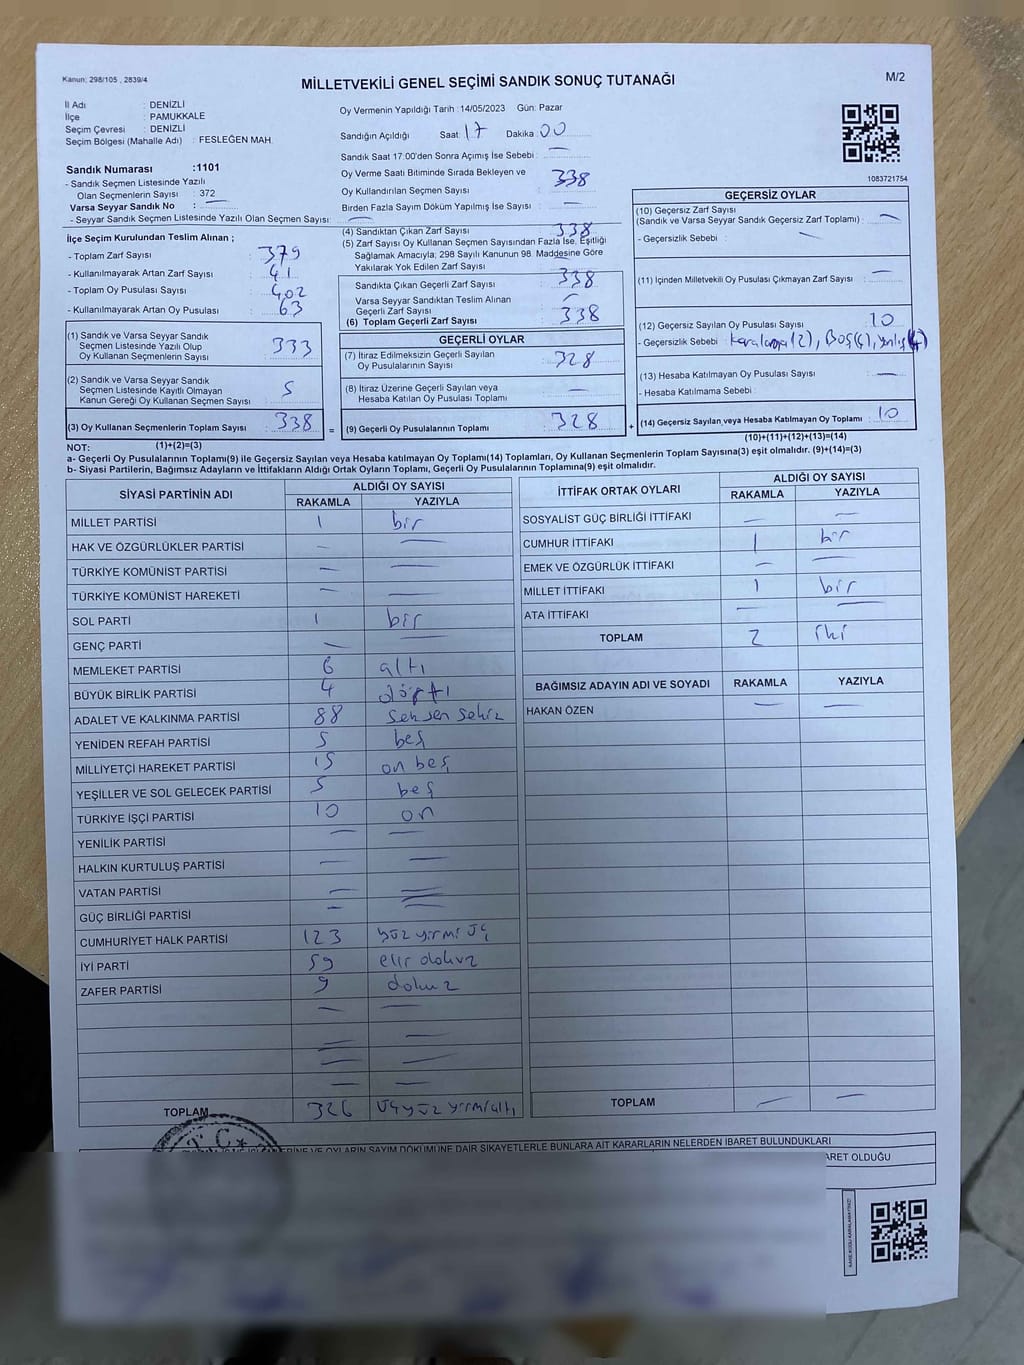 Kanun: 298/105 , 2839/4
MİLLETVEKİLİ GENEL SEÇİMİ SANDIK SONUÇ TUTANAĞI
M/2
İl Adı : DENİZLİ
İlçe : PAMUKKALE
Seçim Çevresi : DENİZLİ
Seçim Bölgesi (Mahalle Adı) : FESLEĞEN MAH
Sandık Numarası :1101
- Sandık Seçmen Listesinde Yazılı
Olan Seçmenlerin Sayısı : 372
Varsa Seyyar Sandık No : —
- Seyyar Sandık Seçmen Listesinde Yazılı Olan Seçmen Sayısı: —
Oy Vermenin Yapıldığı Tarih :14/05/2023 Gün: Pazar
Sandığın Açıldığı Saat: 17 Dakika: 00
Sandık Saat 17:00'den Sonra Açımış İse Sebebi : —
Oy Verme Saati Bitiminde Sırada Bekleyen ve
Oy Kullandırılan Seçmen Sayısı : 338
Birden Fazla Sayım Döküm Yapılmış İse Sayısı : —
1083721754
İlçe Seçim Kurulundan Teslim Alınan ;
- Toplam Zarf Sayısı : 379
- Kullanılmayarak Artan Zarf Sayısı : 41
- Toplam Oy Pusulası Sayısı : 402
- Kullanılmayarak Artan Oy Pusulası : 63
(4) Sandıktan Çıkan Zarf Sayısı : 338
(5) Zarf Sayısı Oy Kullanan Seçmen Sayısından Fazla İse, Eşitliği
Sağlamak Amacıyla; 298 Sayılı Kanunun 98. Maddesine Göre
Yakılarak Yok Edilen Zarf Sayısı : —
Sandıkta Çıkan Geçerli Zarf Sayısı : 338
Varsa Seyyar Sandıktan Teslim Alınan
Geçerli Zarf Sayısı : —
(6) Toplam Geçerli Zarf Sayısı : 338
GEÇERSİZ OYLAR
(10) Geçersiz Zarf Sayısı
(Sandık ve Varsa Seyyar Sandık Geçersiz Zarf Toplamı) : —
- Geçersizlik Sebebi : —
(11) İçinden Milletvekili Oy Pusulası Çıkmayan Zarf Sayısı : —
(12) Geçersiz Sayılan Oy Pusulası Sayısı : 10
- Geçersizlik Sebebi : karalama(2), Boş(4), yanlış(4)
(13) Hesaba Katılmayan Oy Pusulası Sayısı : —
- Hesaba Katılmama Sebebi :
(14) Geçersiz Sayılan veya Hesaba Katılmayan Oy Toplamı : 10
(10)+(11)+(12)+(13)=(14)
(1) Sandık ve Varsa Seyyar Sandık
Seçmen Listesinde Yazılı Olup
Oy Kullanan Seçmenlerin Sayısı : 333
(2) Sandık ve Varsa Seyyar Sandık
Seçmen Listesinde Kayıtlı Olmayan
Kanun Gereği Oy Kullanan Seçmen Sayısı : 5
(3) Oy Kullanan Seçmenlerin Toplam Sayısı : 338
(1)+(2)=(3)
GEÇERLİ OYLAR
(7) İtiraz Edilmeksizin Geçerli Sayılan
Oy Pusulalarının Sayısı : 328
(8) İtiraz Üzerine Geçerli Sayılan veya
Hesaba Katılan Oy Pusulası Toplamı : —
(9) Geçerli Oy Pusulalarının Toplamı : 328
NOT:
a- Geçerli Oy Pusulalarının Toplamı(9) ile Geçersiz Sayılan veya Hesaba katılmayan Oy Toplamı(14) Toplamları, Oy Kullanan Seçmenlerin Toplam Sayısına(3) eşit olmalıdır. (9)+(14)=(3)
b- Siyasi Partilerin, Bağımsız Adayların ve İttifakların Aldığı Ortak Oyların Toplamı, Geçerli Oy Pusulalarının Toplamına(9) eşit olmalıdır.
SİYASİ PARTİNİN ADI ALDIĞI OY SAYISI
RAKAMLA YAZIYLA
MİLLET PARTİSİ 1 bir
HAK VE ÖZGÜRLÜKLER PARTİSİ — —
TÜRKİYE KOMÜNİST PARTİSİ — —
TÜRKİYE KOMÜNİST HAREKETİ — —
SOL PARTİ 1 bir
GENÇ PARTİ — —
MEMLEKET PARTİSİ 6 altı
BÜYÜK BİRLİK PARTİSİ 4 dört
ADALET VE KALKINMA PARTİSİ 88 Seksen sekiz
YENİDEN REFAH PARTİSİ 5 beş
MİLLİYETÇİ HAREKET PARTİSİ 15 on beş
YEŞİLLER VE SOL GELECEK PARTİSİ 5 beş
TÜRKİYE İŞÇİ PARTİSİ 10 on
YENİLİK PARTİSİ — —
HALKIN KURTULUŞ PARTİSİ — —
VATAN PARTİSİ — —
GÜÇ BİRLİĞİ PARTİSİ — —
CUMHURİYET HALK PARTİSİ 123 yüz yirmi üç
İYİ PARTİ 59 elli dokuz
ZAFER PARTİSİ 9 dokuz
TOPLAM 326 üçyüz yirmialtı
İTTİFAK ORTAK OYLARI ALDIĞI OY SAYISI
RAKAMLA YAZIYLA
SOSYALİST GÜÇ BİRLİĞİ İTTİFAKI — —
CUMHUR İTTİFAKI 1 bir
EMEK VE ÖZGÜRLÜK İTTİFAKI — —
MİLLET İTTİFAKI 1 bir
ATA İTTİFAKI — —
TOPLAM 2 iki
BAĞIMSIZ ADAYIN ADI VE SOYADI RAKAMLA YAZIYLA
HAKAN ÖZEN — —
TOPLAM — —
T.C.
OYLARIN SAYIM DÖKÜMÜNE DAİR ŞİKAYETLERLE BUNLARA AİT KARARLARIN NELERDEN İBARET BULUNDUKLARI
OLDUĞU